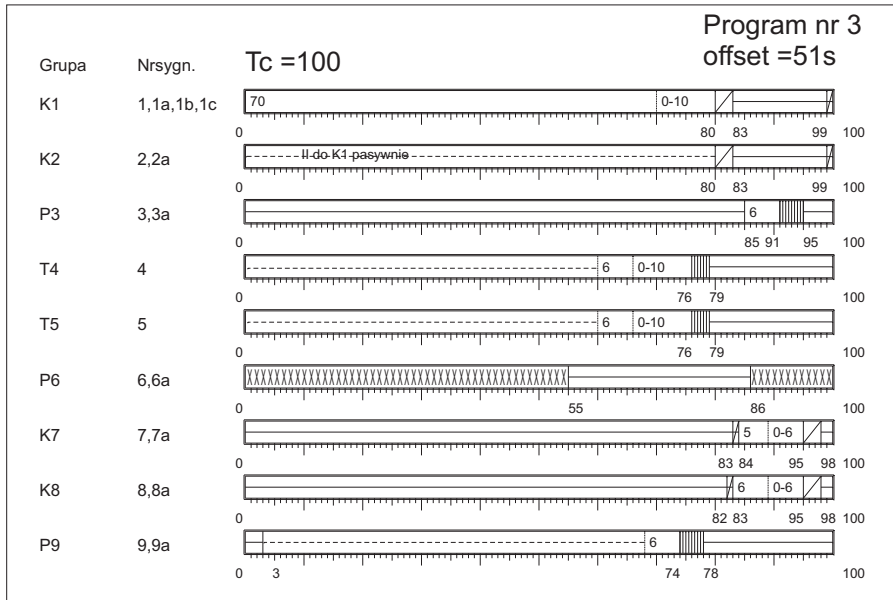 Program nr 3
Grupa Nrsygn. Tc =100 offset =51s
K1 1,1a,1b,1c 70 0-10
0 80 83 99 100
K2 2,2a II do K1 pasywnie
0 80 83 99 100
P3 3,3a 6
0 85 91 95 100
T4 4 6 0-10
0 76 79 100
T5 5 6 0-10
0 76 79 100
P6 6,6a
0 55 86 100
K7 7,7a 5 0-6
0 83 84 95 98 100
K8 8,8a 6 0-6
0 82 83 95 98 100
P9 9,9a 6
0 3 74 78 100